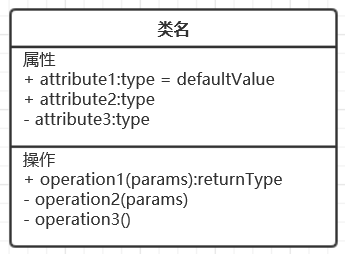 类名
属性
+ attribute1:type = defaultValue
+ attribute2:type
- attribute3:type
操作
+ operation1(params):returnType
- operation2(params)
- operation3()